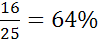 16/25 = 64%